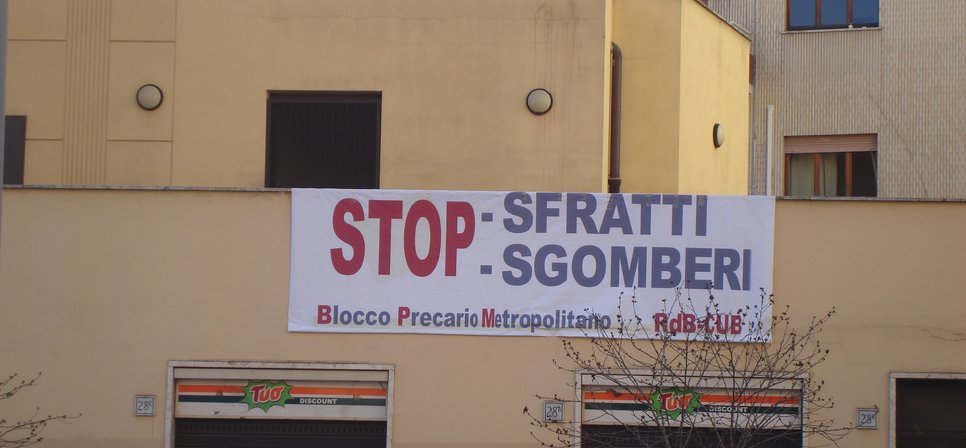 STOP - SFRATTI
- SGOMBERI
Blocco Precario Metropolitano RdB-CUB
Tuo DISCOUNT
Tuo DISCOUNT
28
28
28